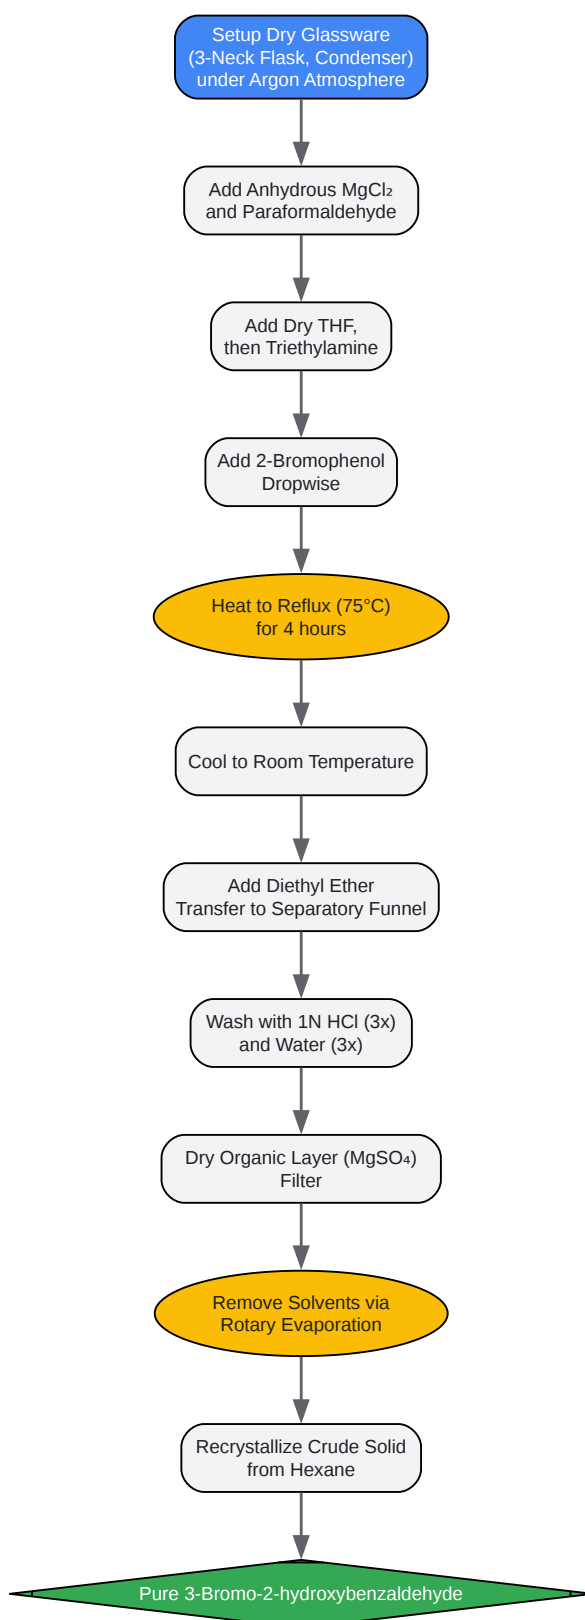 Setup Dry Glassware
(3-Neck Flask, Condenser)
under Argon Atmosphere
Add Anhydrous MgCl₂
and Paraformaldehyde
Add Dry THF,
then Triethylamine
Add 2-Bromophenol
Dropwise
Heat to Reflux (75°C)
for 4 hours
Cool to Room Temperature
Add Diethyl Ether
Transfer to Separatory Funnel
Wash with 1N HCl (3x)
and Water (3x)
Dry Organic Layer (MgSO₄)
Filter
Remove Solvents via
Rotary Evaporation
Recrystallize Crude Solid
from Hexane
Pure 3-Bromo-2-hydroxybenzaldehyde